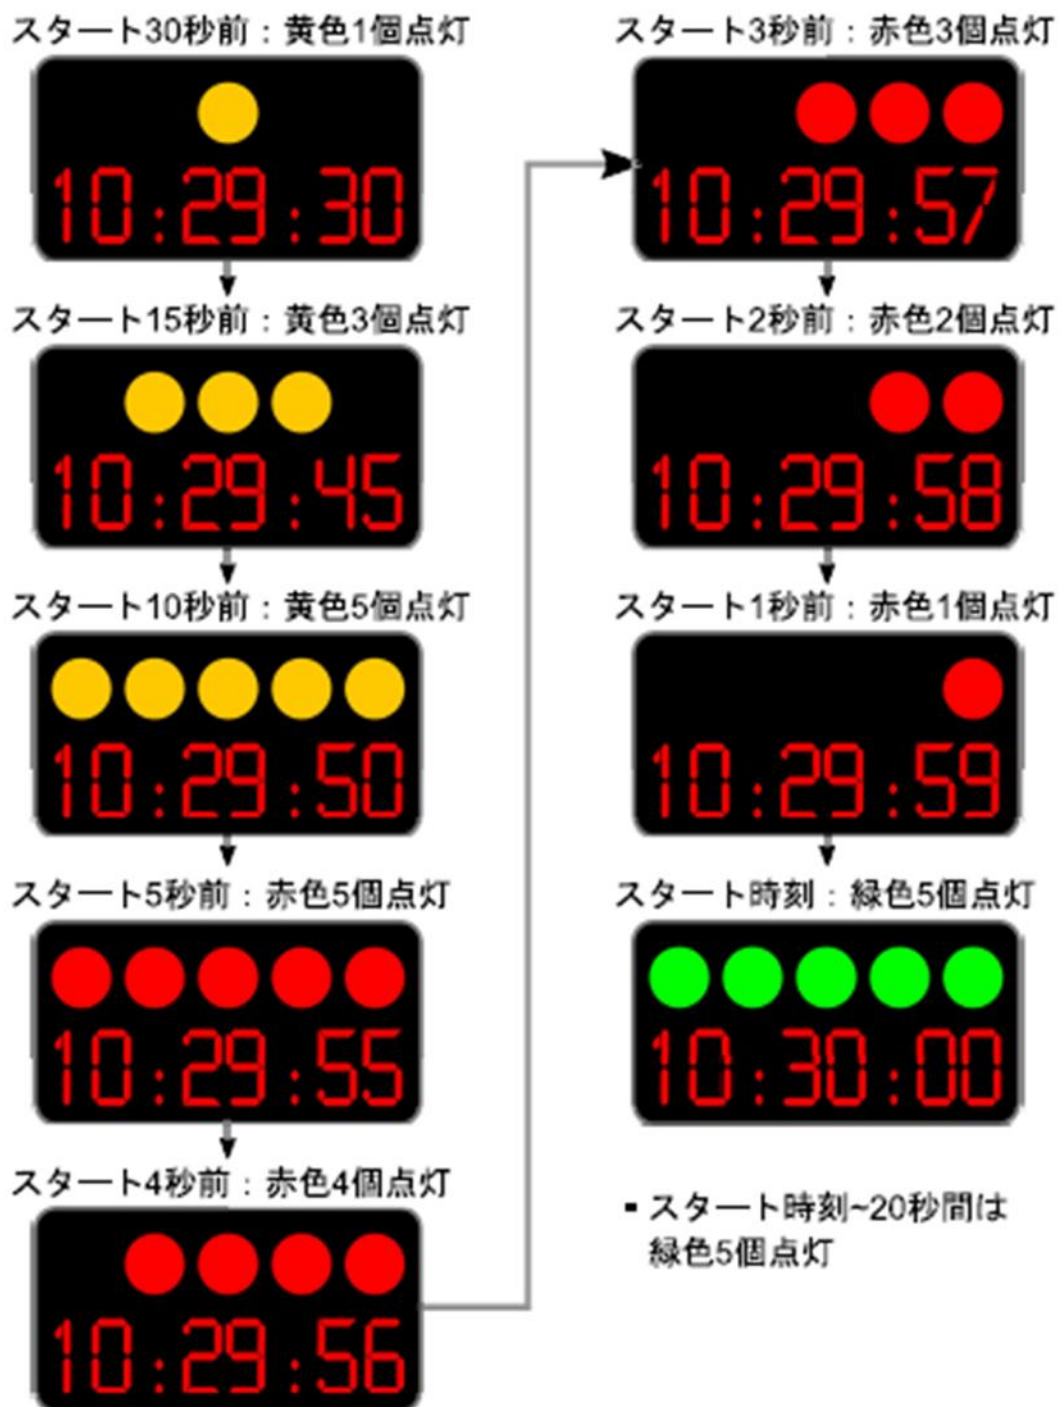 スタート30秒前：黄色1個点灯
10:29:30
スタート15秒前：黄色3個点灯
10:29:45
スタート10秒前：黄色5個点灯
10:29:50
スタート5秒前：赤色5個点灯
10:29:55
スタート4秒前：赤色4個点灯
10:29:56
スタート3秒前：赤色3個点灯
10:29:57
スタート2秒前：赤色2個点灯
10:29:58
スタート1秒前：赤色1個点灯
10:29:59
スタート時刻：緑色5個点灯
10:30:00
▪ スタート時刻~20秒間は
緑色5個点灯